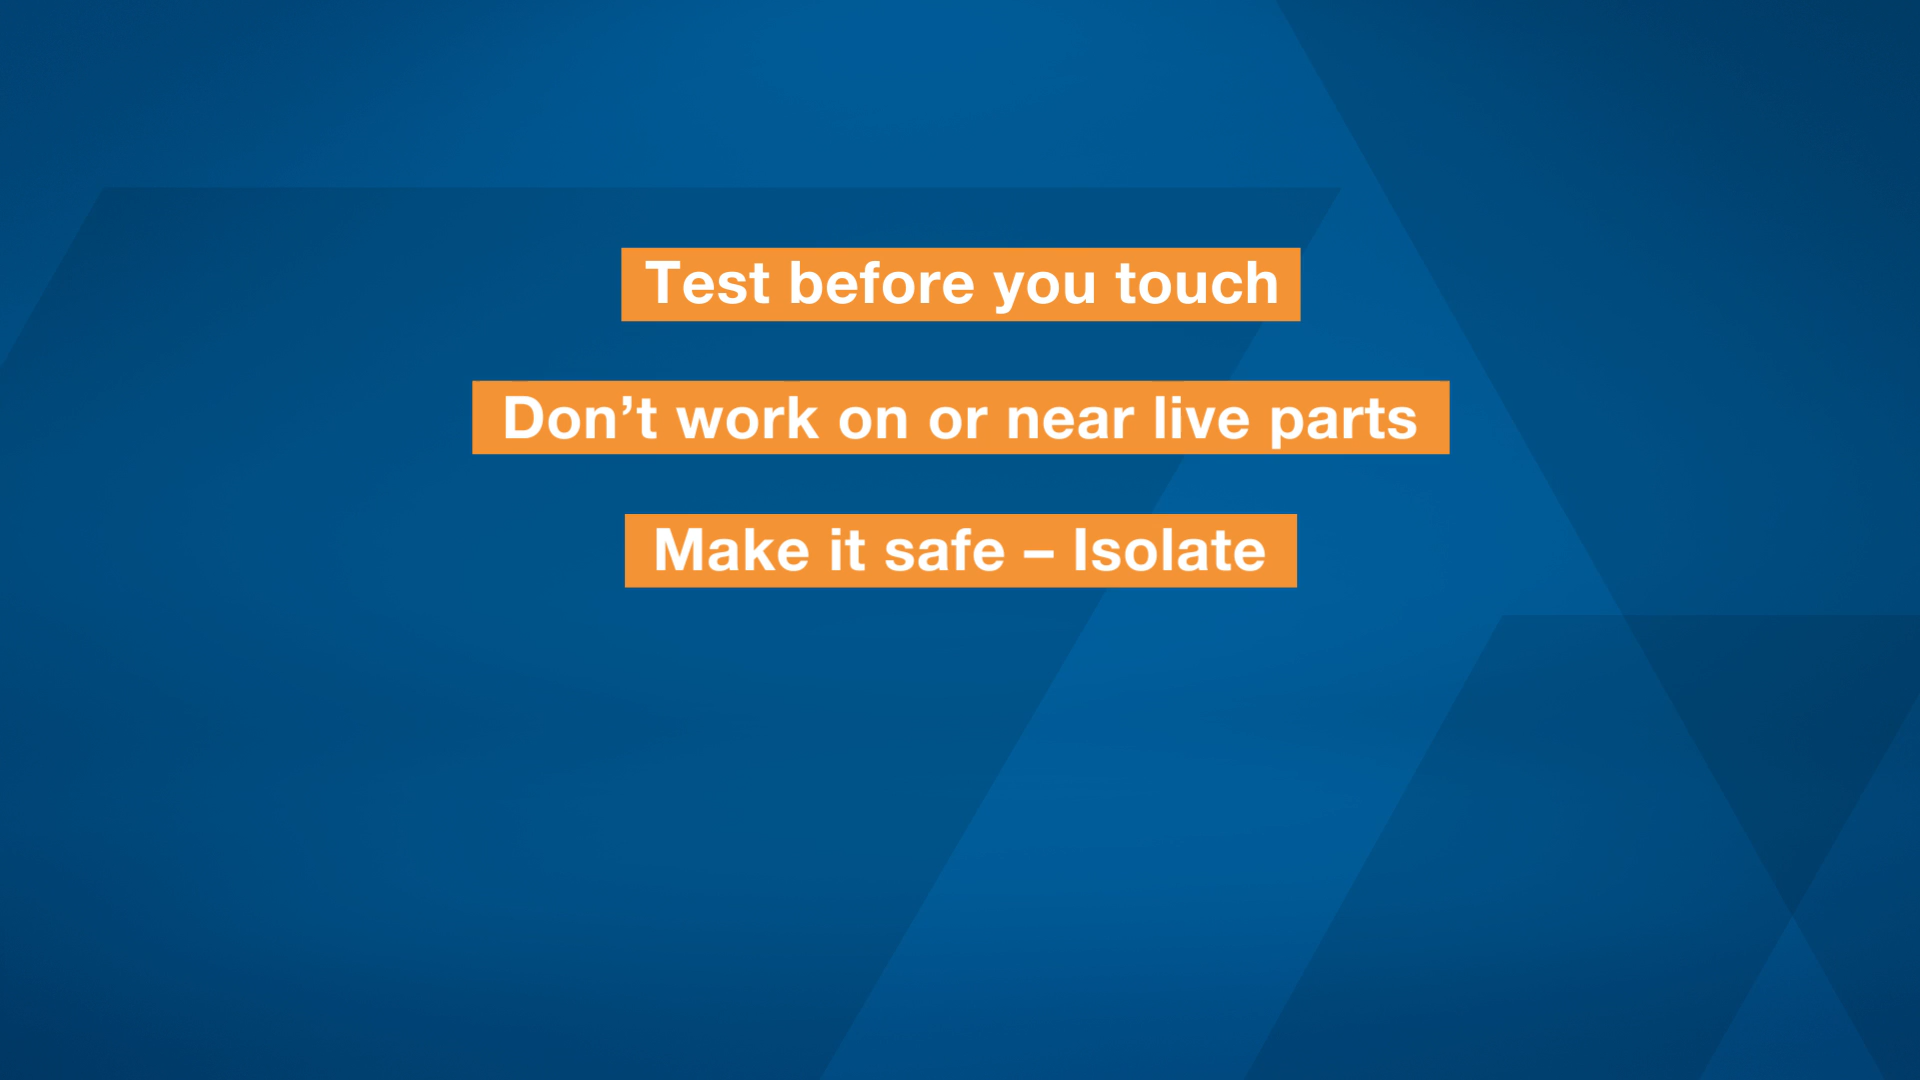 Test before you touch
Don’t work on or near live parts
Make it safe – Isolate